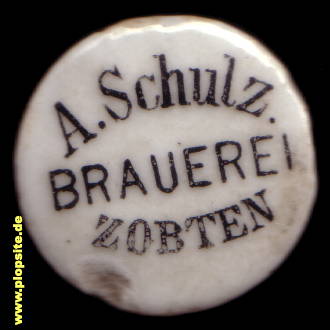 A. Schulz.
BRAUEREI
ZOBTEN
www.plopsite.de